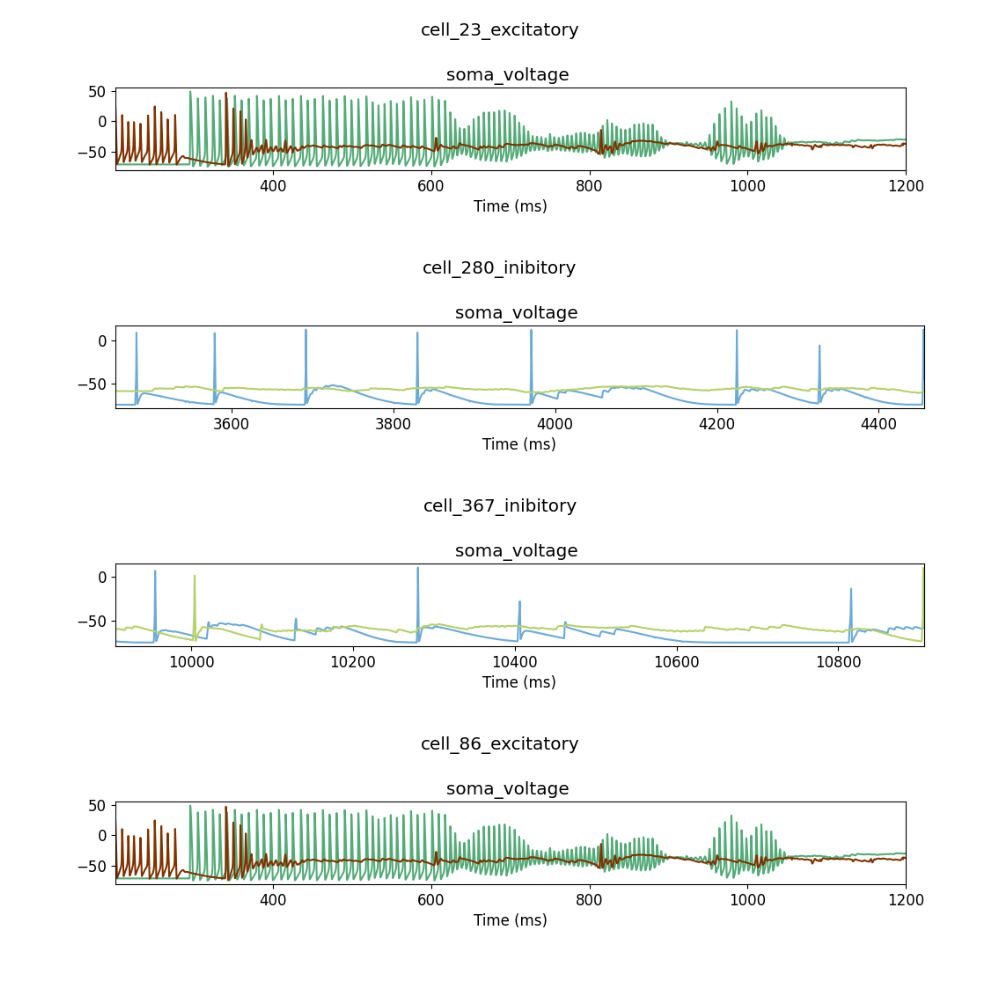 cell_23_excitatory
soma_voltage
50
0
−50
400 600 800 1000 1200
Time (ms)
cell_280_inibitory
soma_voltage
0
−50
3600 3800 4000 4200 4400
Time (ms)
cell_367_inibitory
soma_voltage
0
−50
10000 10200 10400 10600 10800
Time (ms)
cell_86_excitatory
soma_voltage
50
0
−50
400 600 800 1000 1200
Time (ms)